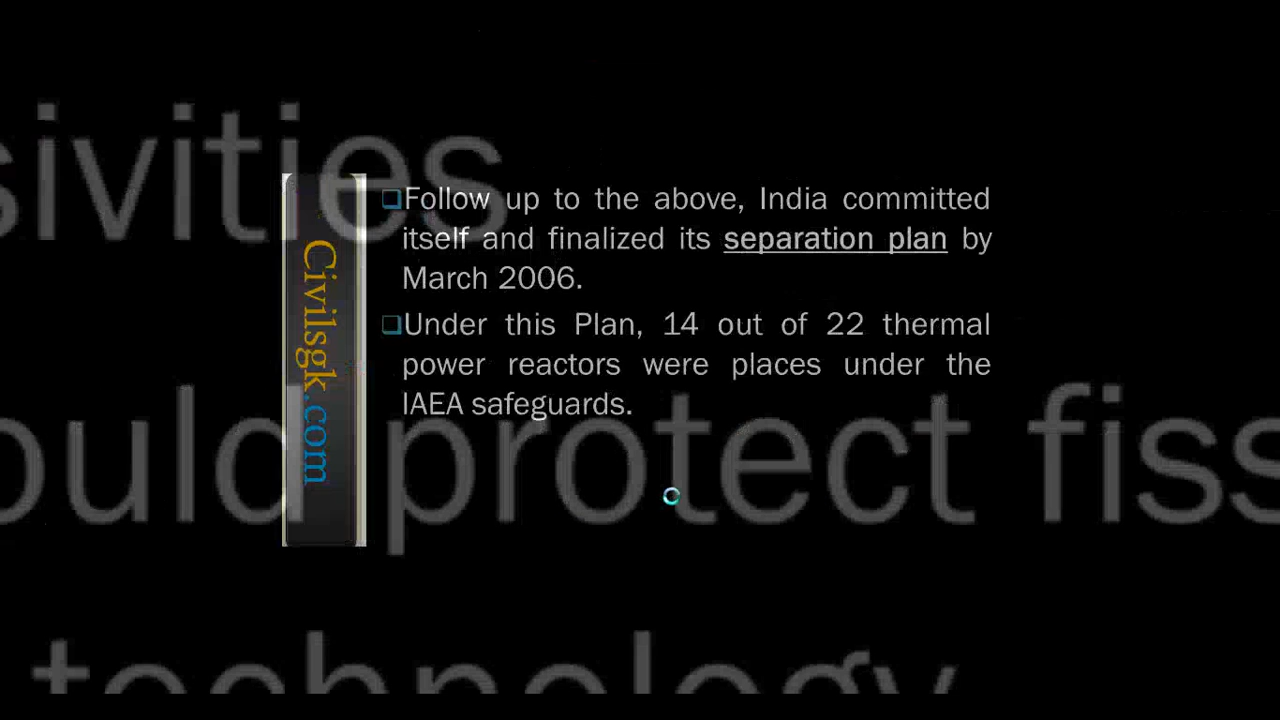 sivities
Follow up to the above, India committed
itself and finalized its separation plan by
March 2006.
Under this Plan, 14 out of 22 thermal
power reactors were places under the
IAEA safeguards.
Civilsgk.com
ould protect fiss
technology